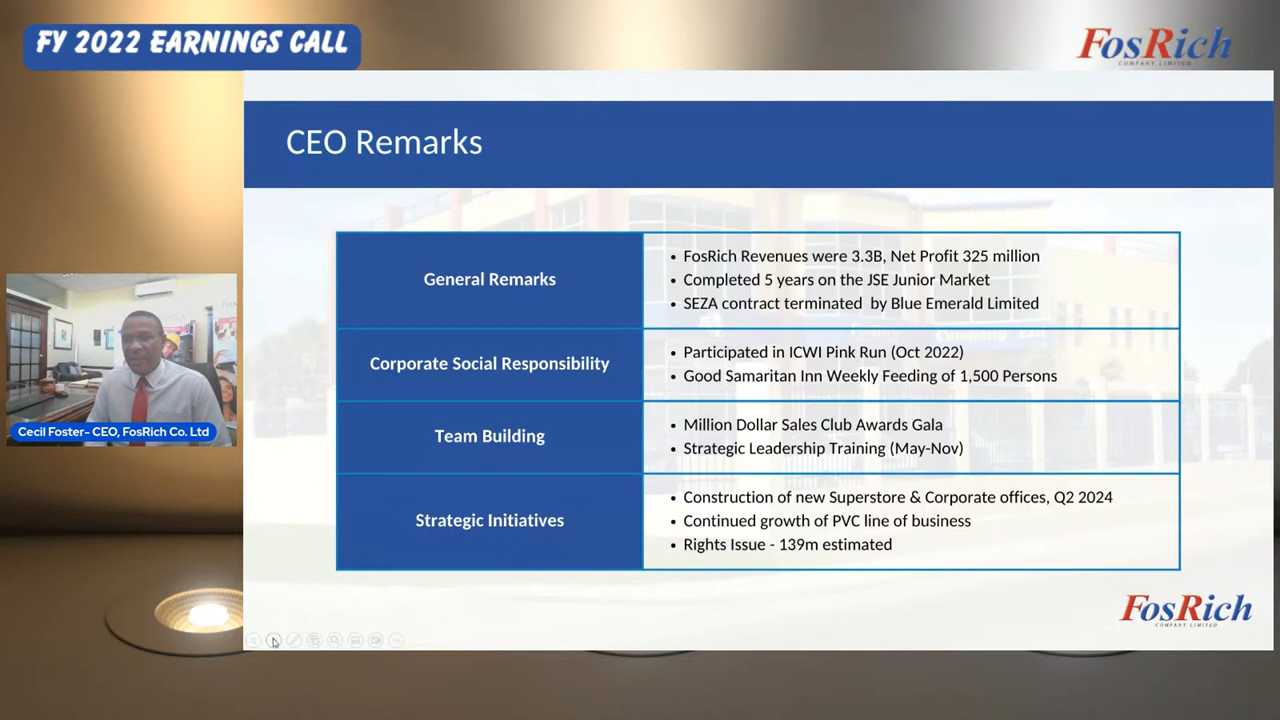 FY 2022 EARNINGS CALL
FosRich
COMPANY LIMITED
CEO Remarks
General Remarks
• FosRich Revenues were 3.3B, Net Profit 325 million
• Completed 5 years on the JSE Junior Market
• SEZA contract terminated by Blue Emerald Limited
Corporate Social Responsibility
• Participated in ICWI Pink Run (Oct 2022)
• Good Samaritan Inn Weekly Feeding of 1,500 Persons
Team Building
• Million Dollar Sales Club Awards Gala
• Strategic Leadership Training (May-Nov)
Strategic Initiatives
• Construction of new Superstore & Corporate offices, Q2 2024
• Continued growth of PVC line of business
• Rights Issue - 139m estimated
Cecil Foster- CEO, FosRich Co. Ltd
FosRich
COMPANY LIMITED